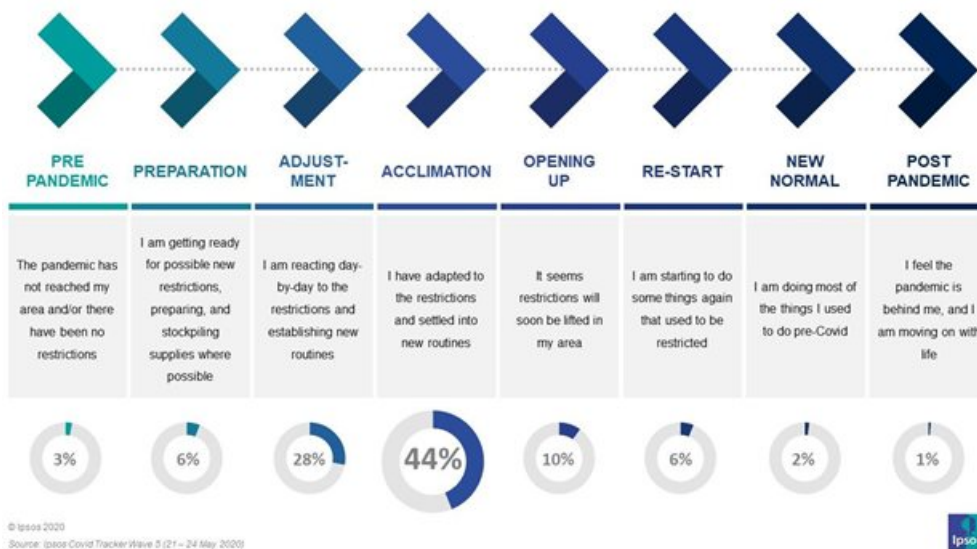 PRE
PANDEMIC
PREPARATION
ADJUST-
MENT
ACCLIMATION
OPENING
UP
RE-START
NEW
NORMAL
POST
PANDEMIC
The pandemic has
not reached my
area and/or there
have been no
restrictions
I am getting ready
for possible new
restrictions,
preparing, and
stockpiling
supplies where
possible
I am reacting day-
by-day to the
restrictions and
establishing new
routines
I have adapted to
the restrictions
and settled into
new routines
It seems
restrictions will
soon be lifted in
my area
I am starting to do
some things again
that used to be
restricted
I am doing most of
the things I used
to do pre-Covid
I feel the
pandemic is
behind me, and I
am moving on with
life
3%
6%
28%
44%
10%
6%
2%
1%
© Ipsos 2020
Source: Ipsos Covid Tracker Wave 5 (21 – 24 May 2020)
Ipsos